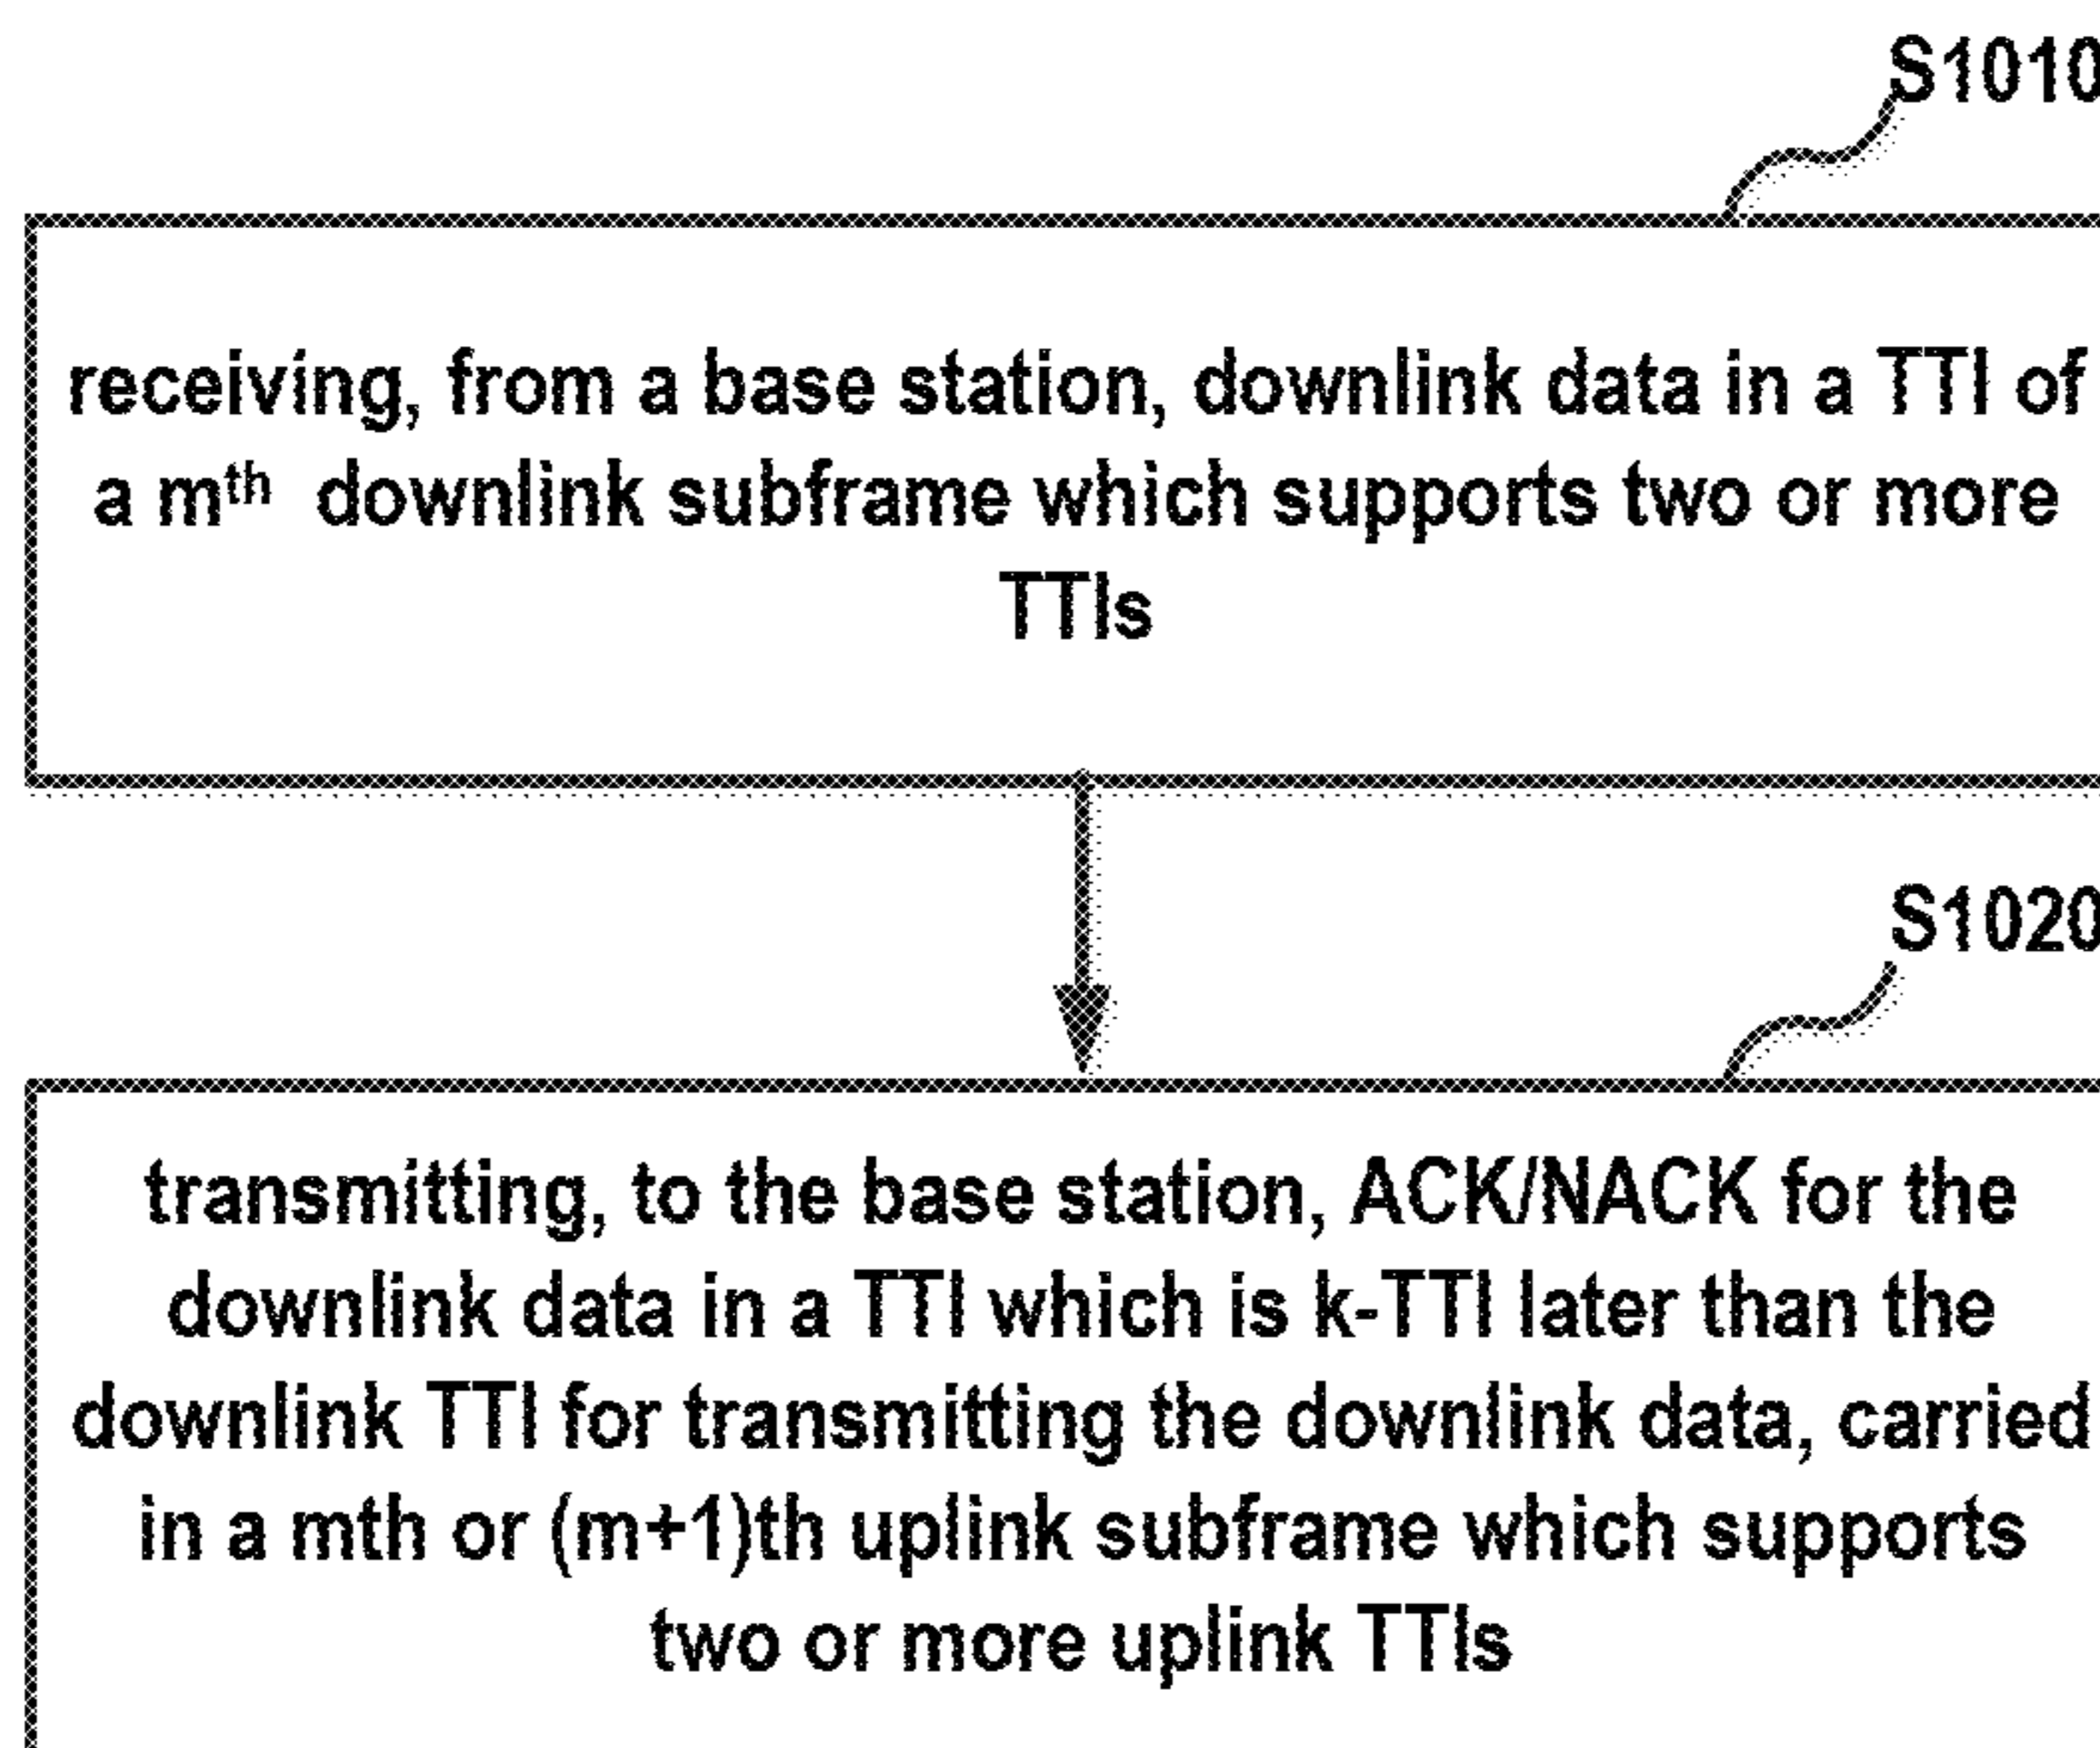 S1010
receiving, from a base station, downlink data in a TTI of
a mth downlink subframe which supports two or more
TTIs
S1020
transmitting, to the base station, ACK/NACK for the
downlink data in a TTI which is k-TTI later than the
downlink TTI for transmitting the downlink data, carried
in a mth or (m+1)th uplink subframe which supports
two or more uplink TTIs